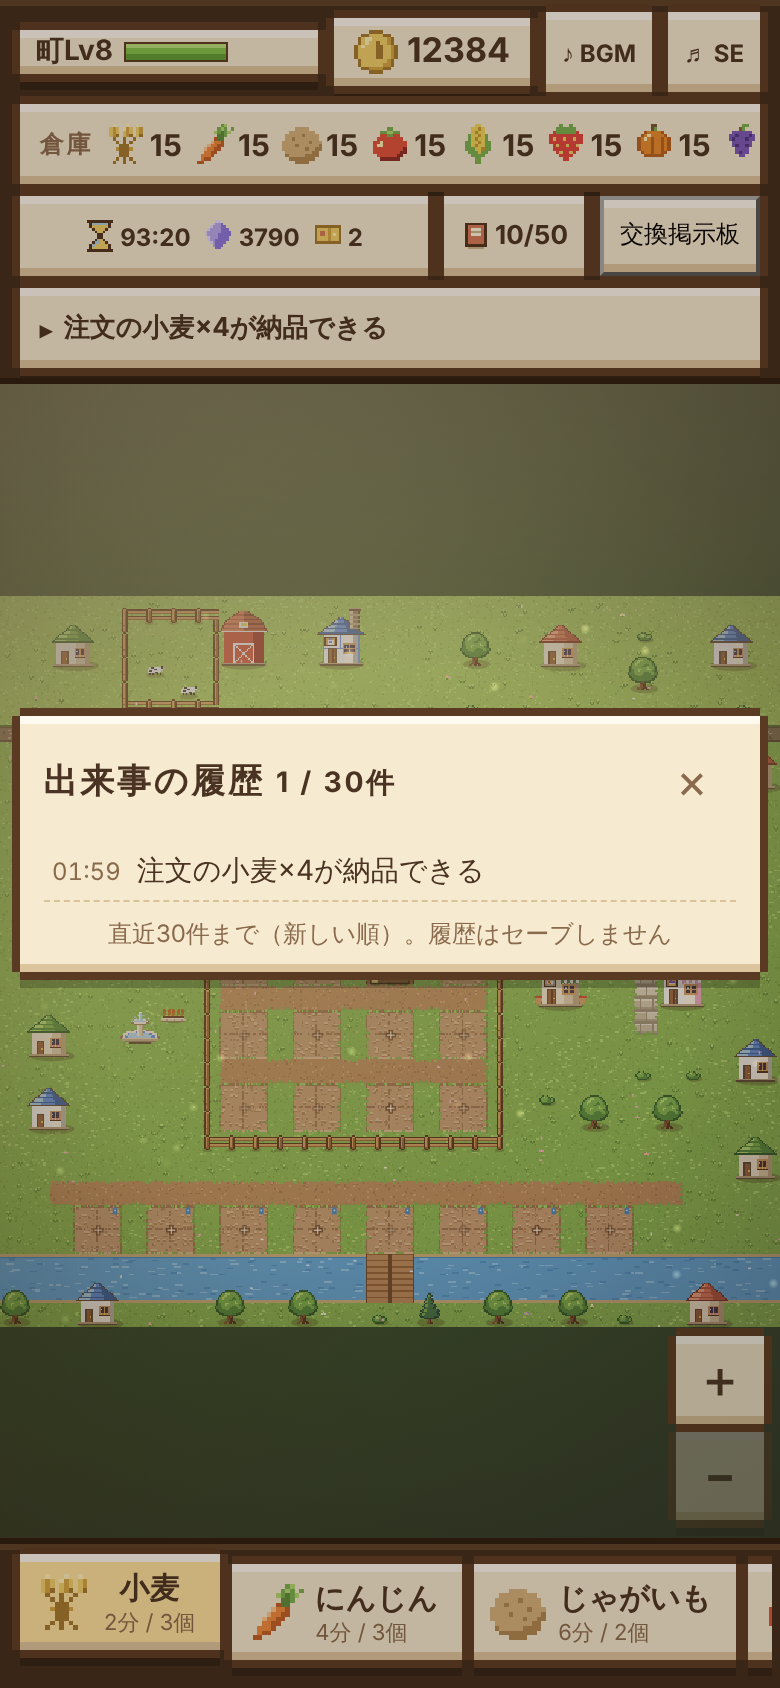 町Lv8 12384 ♪ BGM ♬ SE
倉庫 15 15 15 15 15 15 15
93:20 3790 2 10/50 交換掲示板
▶ 注文の小麦×4が納品できる
出来事の履歴 1 / 30件 ×
01:59 注文の小麦×4が納品できる
直近30件まで（新しい順）。履歴はセーブしません
+
−
小麦 にんじん じゃがいも
2分 / 3個 4分 / 3個 6分 / 2個